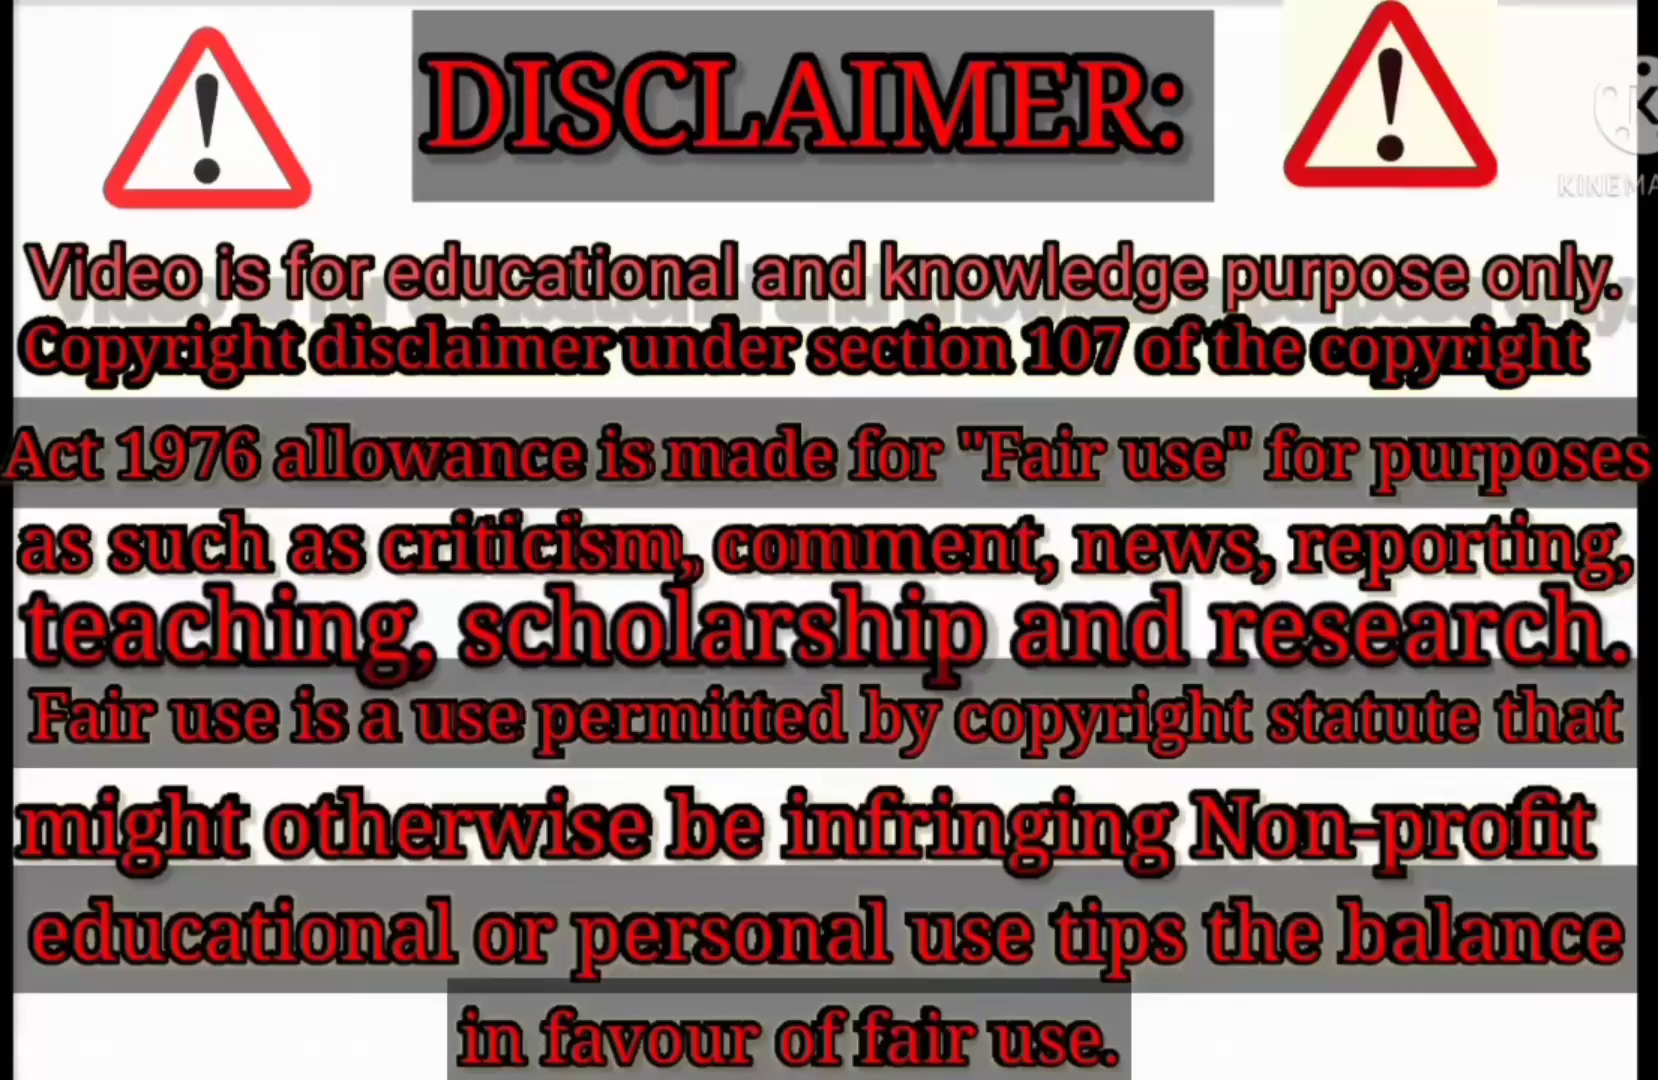 DISCLAIMER:
KINEMA
Video is for educational and knowledge purpose only.
Copyright disclaimer under section 107 of the copyright
Act 1976 allowance is made for "Fair use" for purposes
as such as criticism, comment, news, reporting,
teaching, scholarship and research.
Fair use is a use permitted by copyright statute that
might otherwise be infringing Non-profit
educational or personal use tips the balance
in favour of fair use.